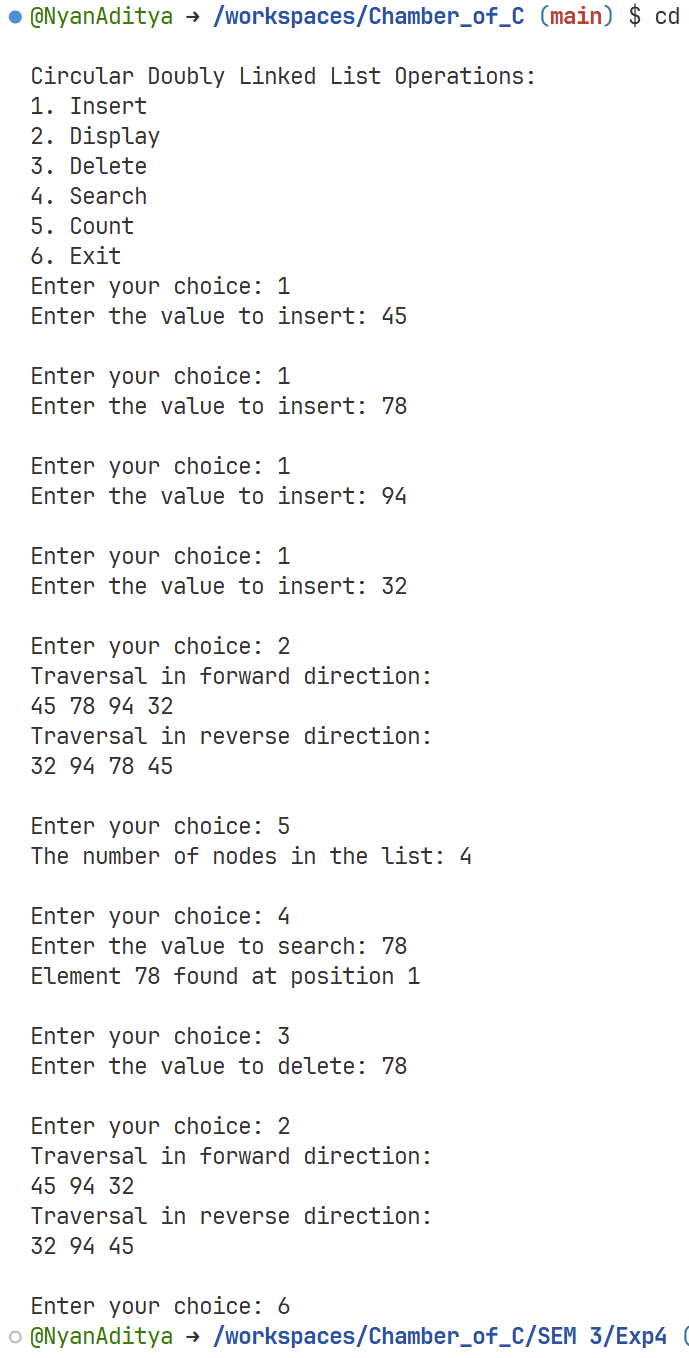 @NyanAditya → /workspaces/Chamber_of_C (main) $ cd
Circular Doubly Linked List Operations:
1. Insert
2. Display
3. Delete
4. Search
5. Count
6. Exit
Enter your choice: 1
Enter the value to insert: 45
Enter your choice: 1
Enter the value to insert: 78
Enter your choice: 1
Enter the value to insert: 94
Enter your choice: 1
Enter the value to insert: 32
Enter your choice: 2
Traversal in forward direction:
45 78 94 32
Traversal in reverse direction:
32 94 78 45
Enter your choice: 5
The number of nodes in the list: 4
Enter your choice: 4
Enter the value to search: 78
Element 78 found at position 1
Enter your choice: 3
Enter the value to delete: 78
Enter your choice: 2
Traversal in forward direction:
45 94 32
Traversal in reverse direction:
32 94 45
Enter your choice: 6
@NyanAditya → /workspaces/Chamber_of_C/SEM 3/Exp4 (